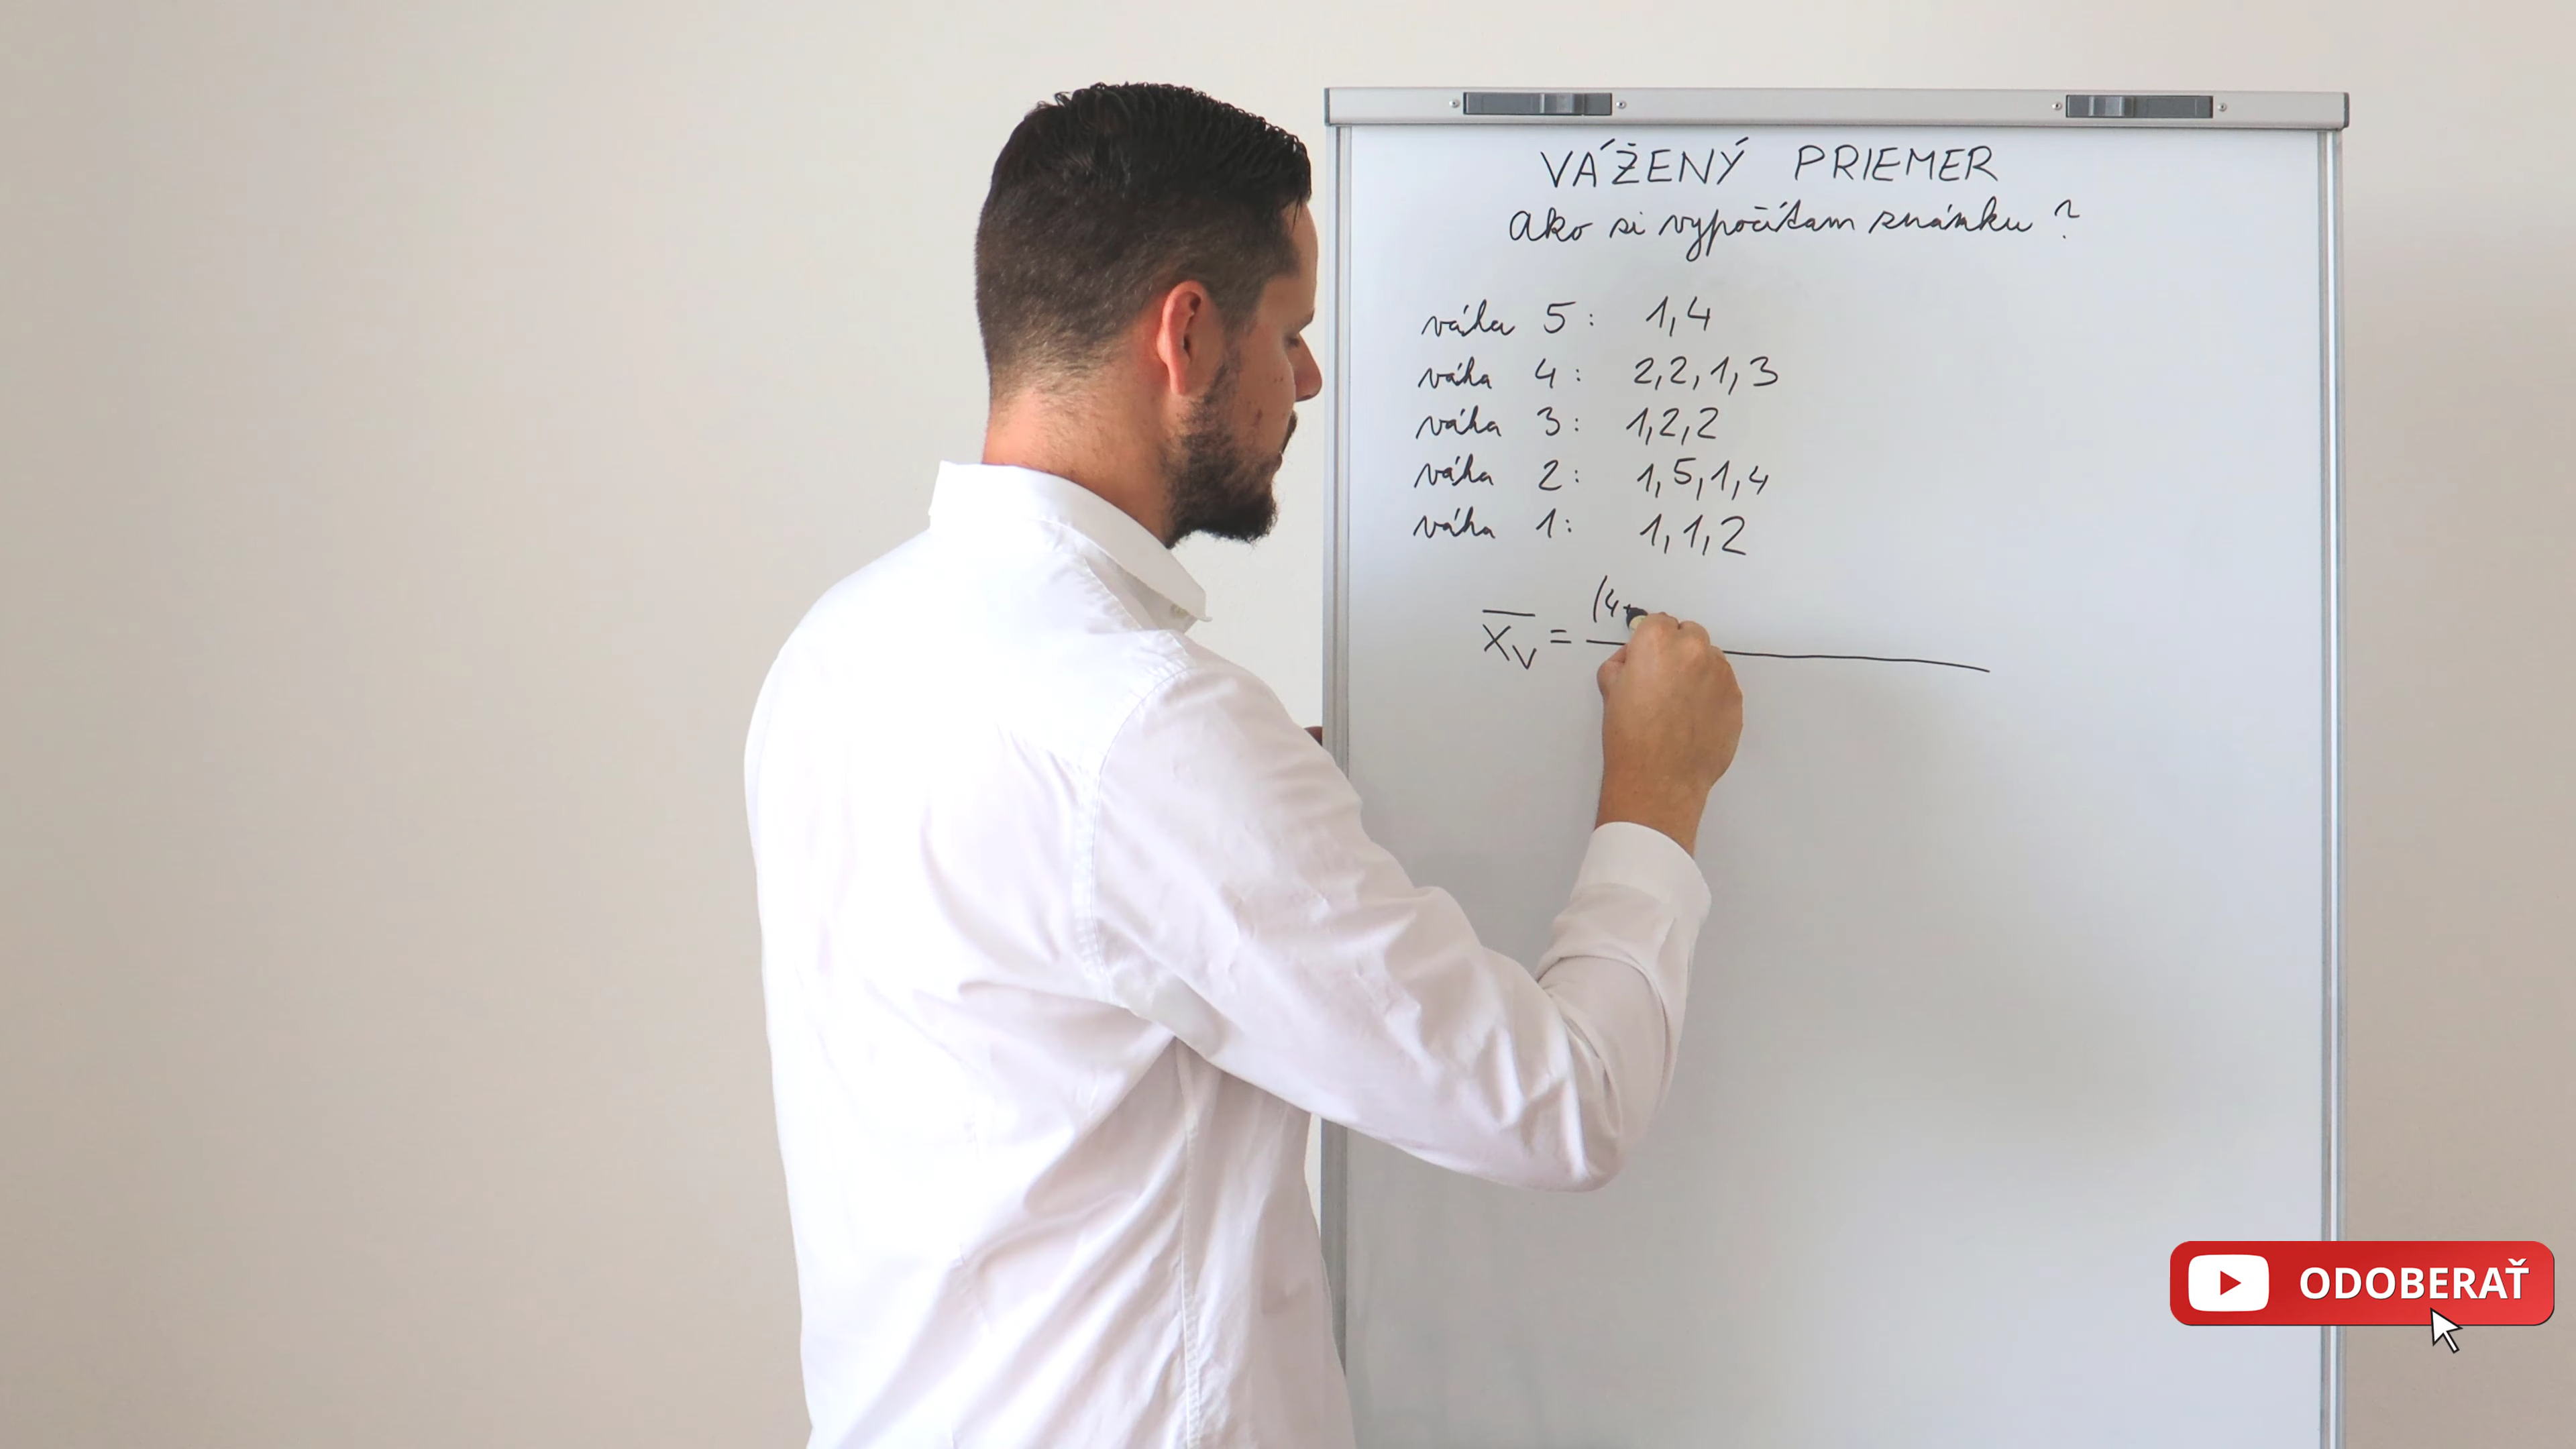 VÁŽENÝ PRIEMER
Ako si vypočítam známku?
váha 5: 1,4
váha 4: 2,2,1,3
váha 3: 1,2,2
váha 2: 1,5,1,4
váha 1: 1,1,2
x̄ᵥ = (4+
ODOBERAŤ